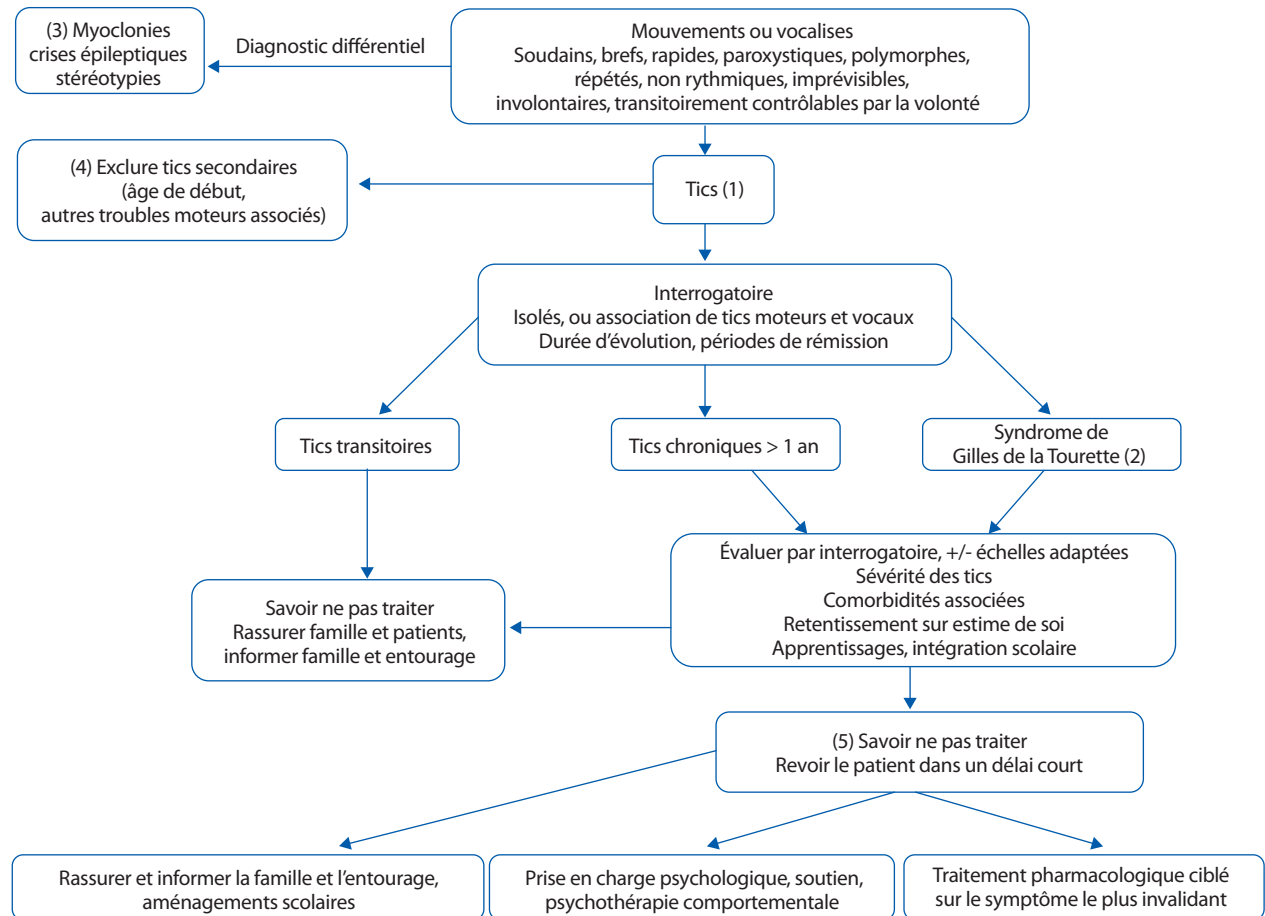 (3) Myoclonies
crises épileptiques
stéréotypies
Diagnostic différentiel
Mouvements ou vocalises
Soudains, brefs, rapides, paroxystiques, polymorphes,
répétés, non rythmiques, imprévisibles,
involontaires, transitoirement contrôlables par la volonté
(4) Exclure tics secondaires
(âge de début,
autres troubles moteurs associés)
Tics (1)
Interrogatoire
Isolés, ou association de tics moteurs et vocaux
Durée d'évolution, périodes de rémission
Tics transitoires
Tics chroniques > 1 an
Syndrome de
Gilles de la Tourette (2)
Évaluer par interrogatoire, +/- échelles adaptées
Sévérité des tics
Comorbidités associées
Retentissement sur estime de soi
Apprentissages, intégration scolaire
Savoir ne pas traiter
Rassurer famille et patients,
informer famille et entourage
(5) Savoir ne pas traiter
Revoir le patient dans un délai court
Rassurer et informer la famille et l'entourage,
aménagements scolaires
Prise en charge psychologique, soutien,
psychothérapie comportementale
Traitement pharmacologique ciblé
sur le symptôme le plus invalidant